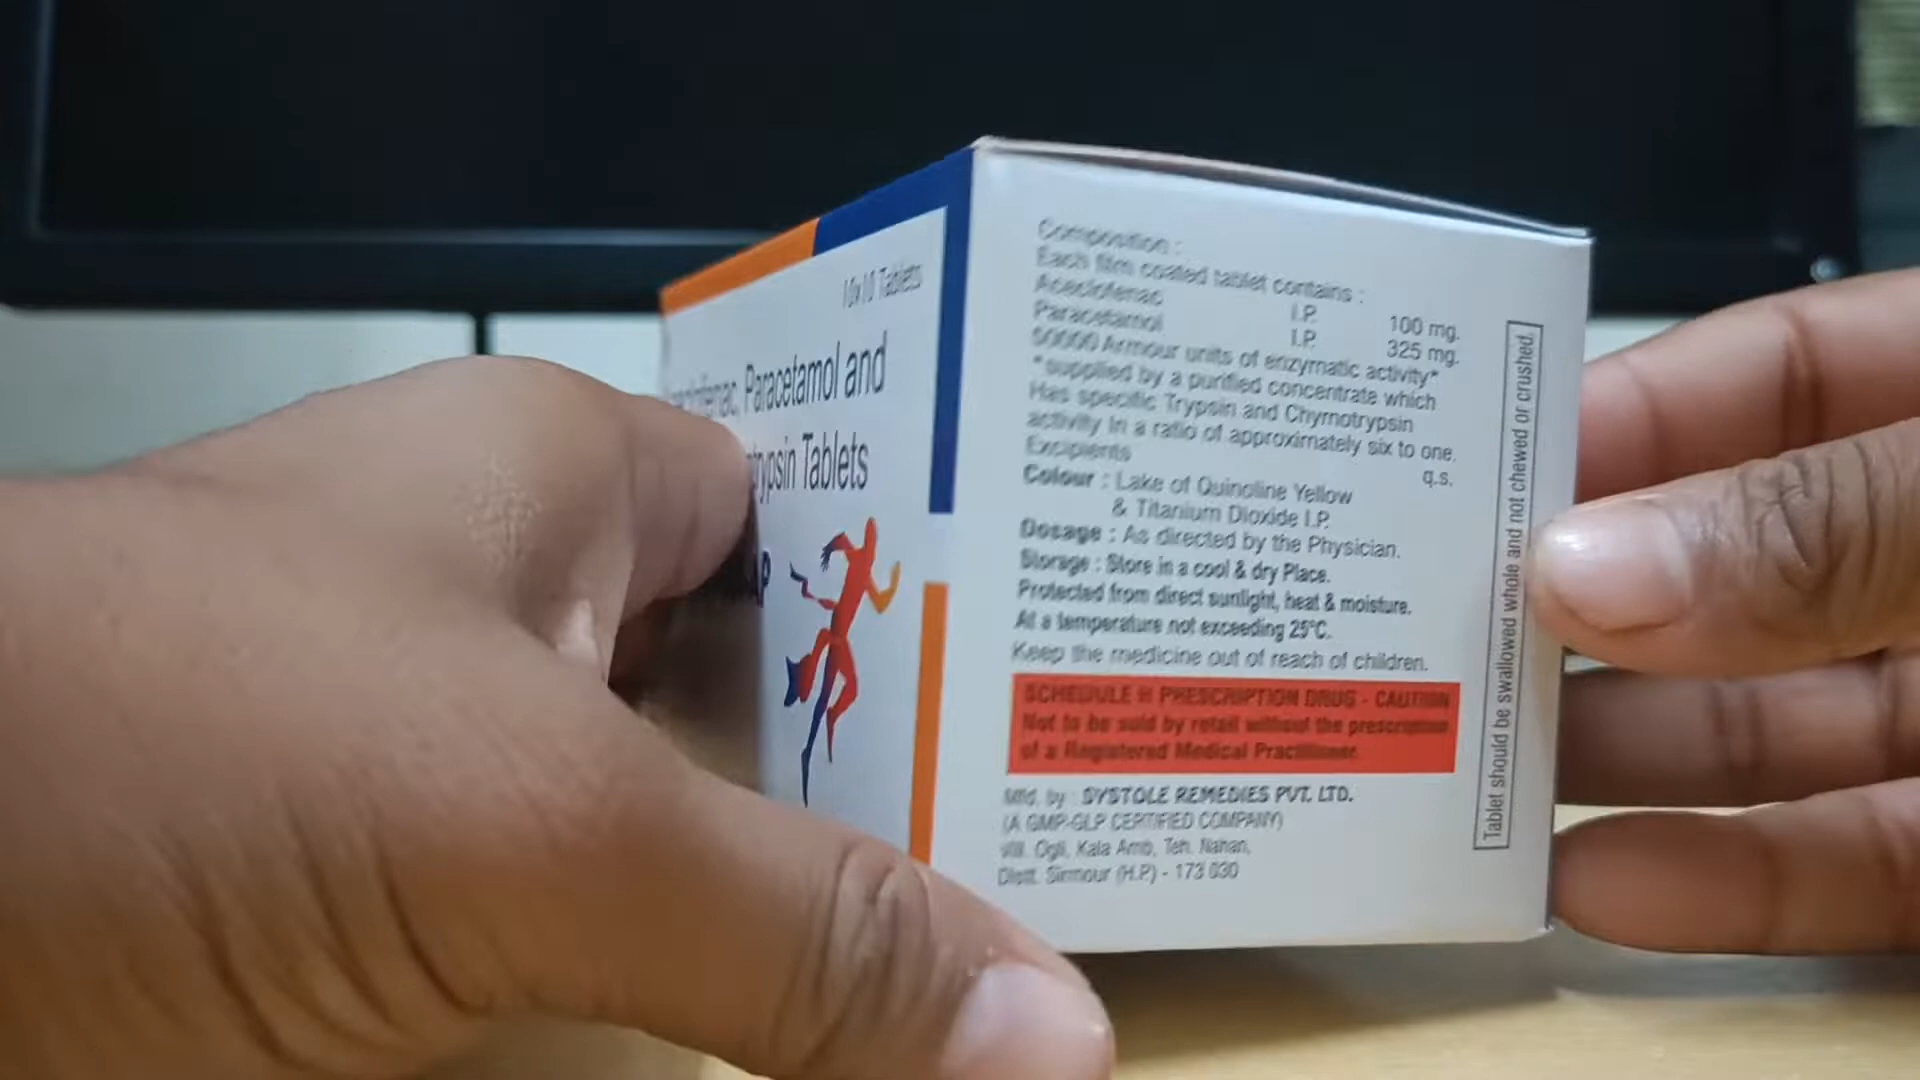 10x10 Tablets
Paracetamol and
trypsin Tablets
Composition :
Each film coated tablet contains :
Aceclofenac I.P. 100 mg.
Paracetamol I.P. 325 mg.
50000 Armour units of enzymatic activity*
*supplied by a purified concentrate which
Has specific Trypsin and Chymotrypsin
activity In a ratio of approximately six to one.
Excipients q.s.
Colour : Lake of Quinoline Yellow
& Titanium Dioxide I.P.
Dosage : As directed by the Physician.
Storage : Store in a cool & dry Place.
Protected from direct sunlight, heat & moisture.
At a temperature not exceeding 25°C.
Keep the medicine out of reach of children.
SCHEDULE H PRESCRIPTION DRUG - CAUTION
Not to be sold by retail without the prescription
of a Registered Medical Practitioner.
Mfd. by : SYSTOLE REMEDIES PVT. LTD.
(A GMP-GLP CERTIFIED COMPANY)
Vill. Ogli, Kala Amb, Teh. Nahan,
Distt. Sirmour (H.P.) - 173 030
Tablet should be swallowed whole and not chewed or crushed.